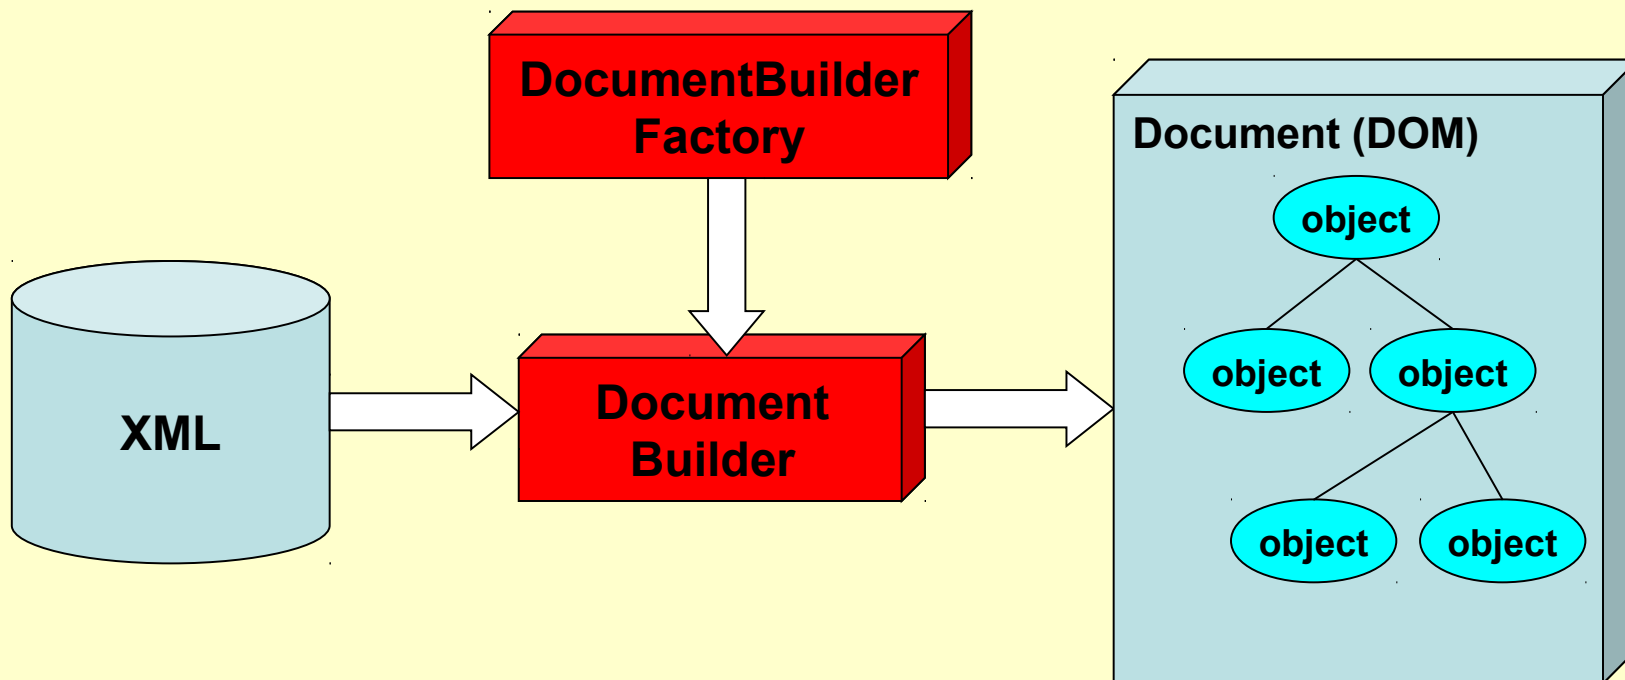 DocumentBuilder
Factory
Document (DOM)
object
object
object
XML
Document
Builder
object
object